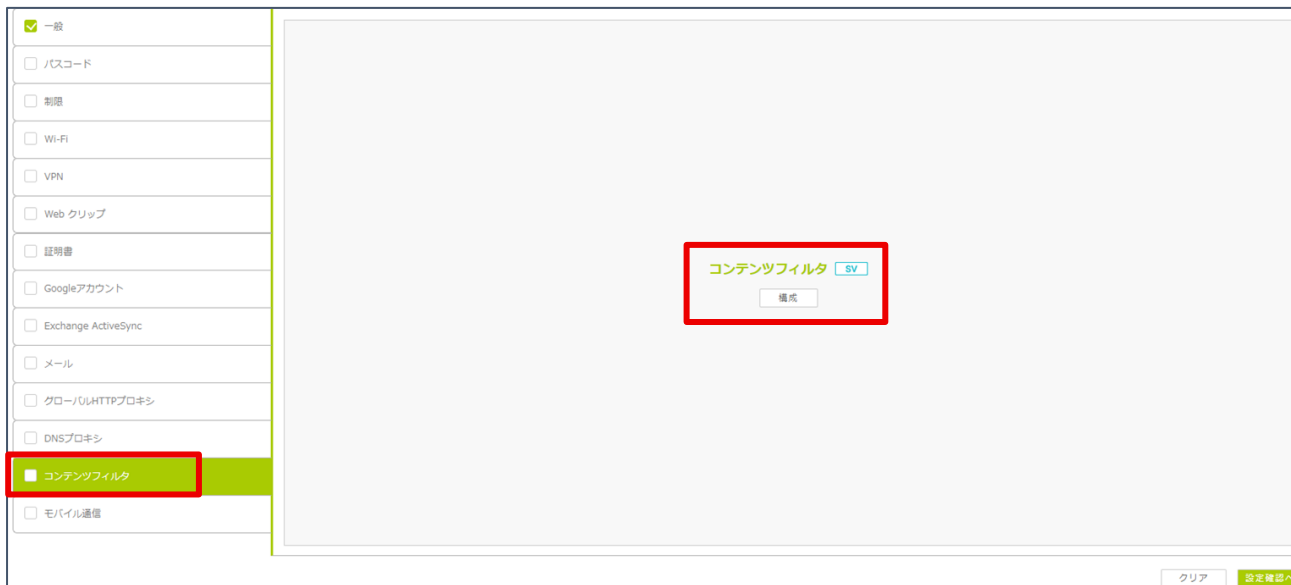 一般
パスコード
制限
Wi-Fi
VPN
Web クリップ
証明書
Googleアカウント
Exchange ActiveSync
メール
グローバルHTTPプロキシ
DNSプロキシ
コンテンツフィルタ
モバイル通信
コンテンツフィルタ SV
構成
クリア
設定確認へ